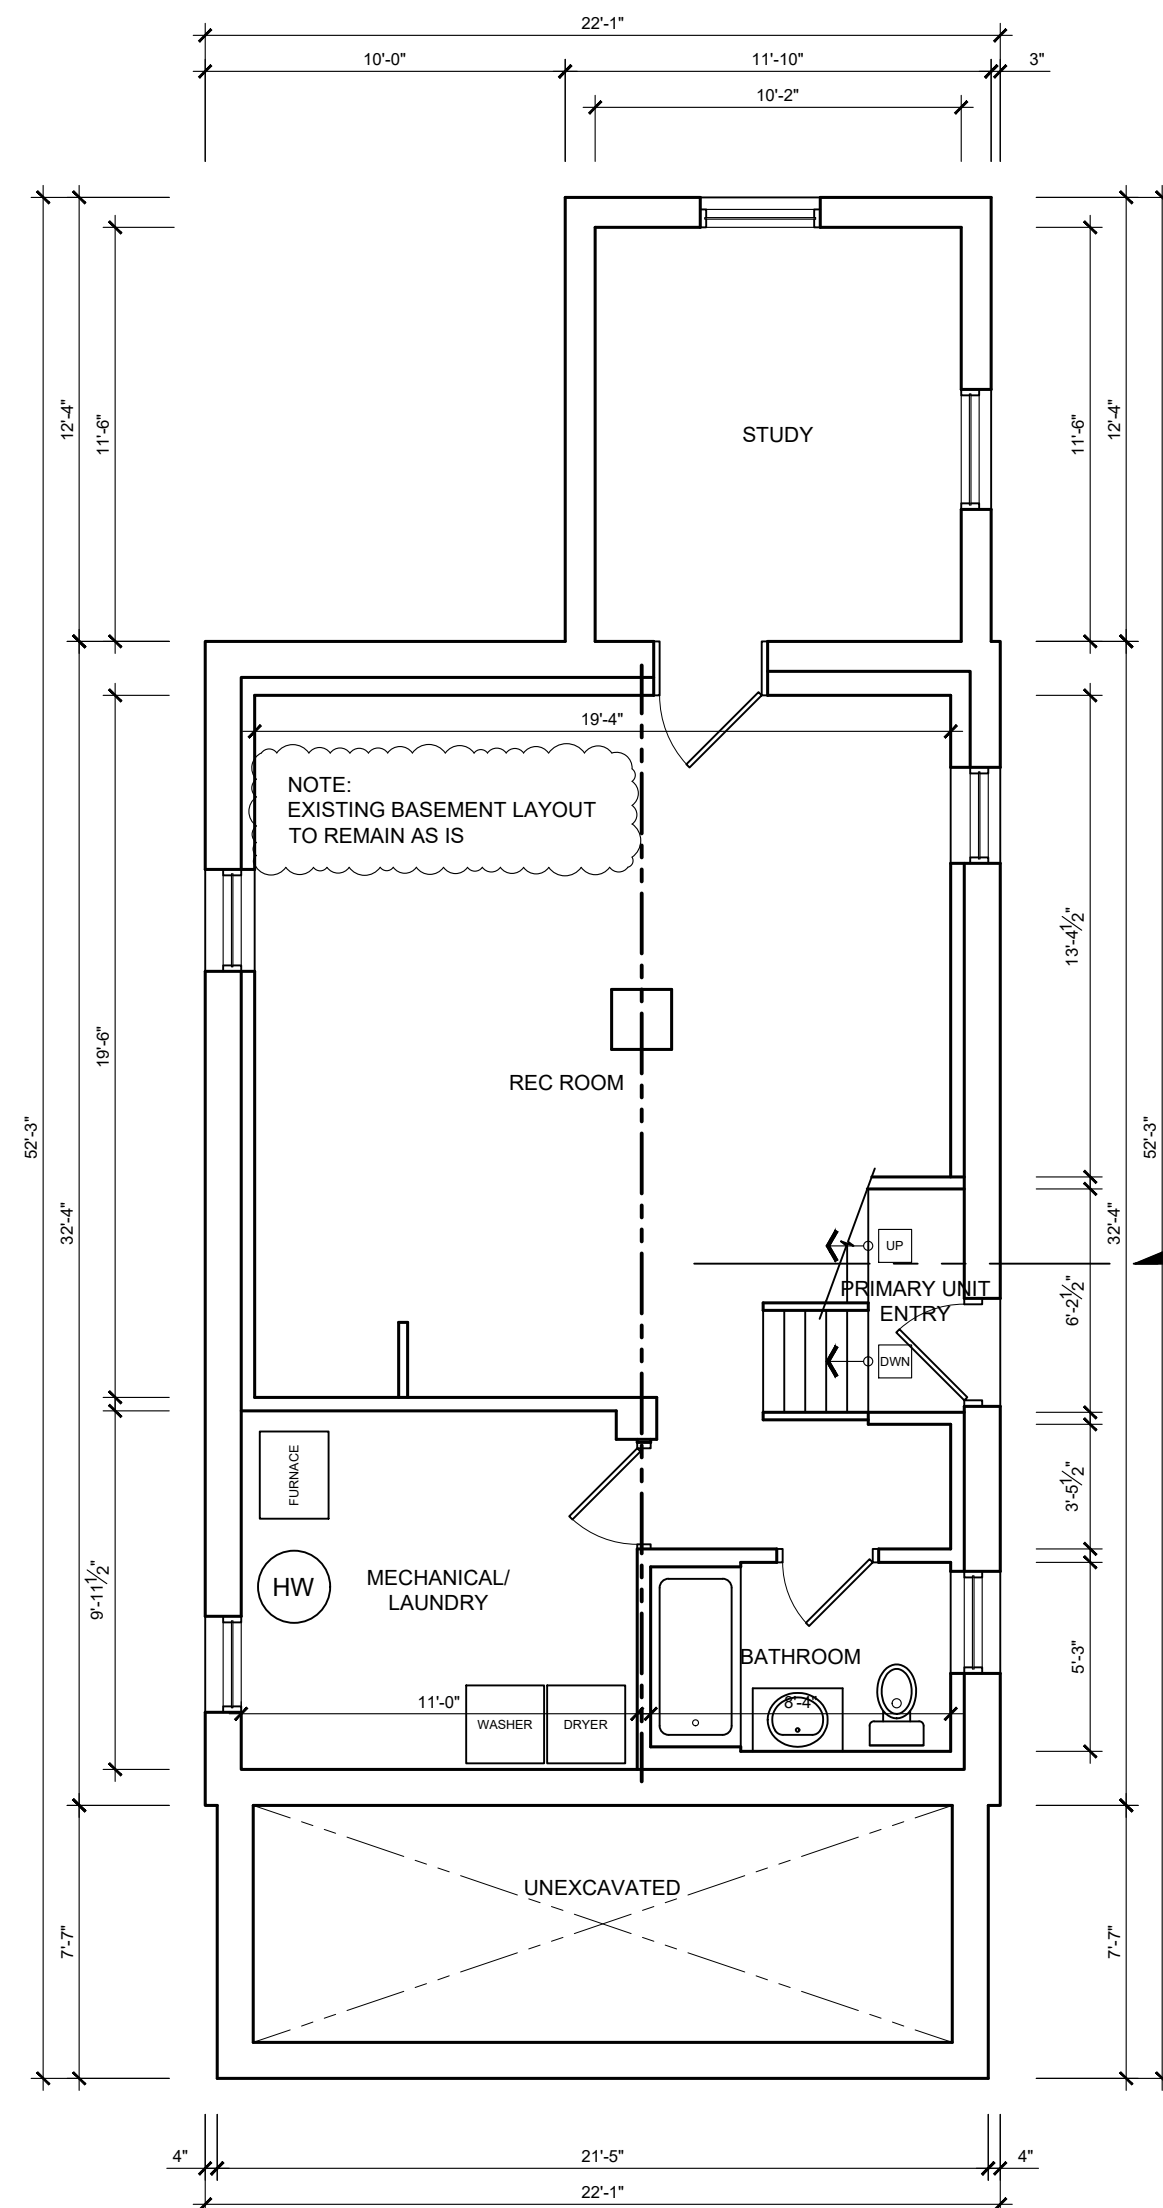 22'-1"
10'-0"
11'-10"
3"
10'-2"
12'-4"
11'-6"
STUDY
11'-6"
12'-4"
19'-4"
NOTE:
EXISTING BASEMENT LAYOUT
TO REMAIN AS IS
13'-4½"
19'-6"
REC ROOM
52'-3"
52'-3"
32'-4"
32'-4"
UP
PRIMARY UNIT
ENTRY
6'-2½"
DWN
FURNACE
3'-5½"
HW
MECHANICAL/
LAUNDRY
9'-11½"
BATHROOM
5'-3"
11'-0"
8'-4"
WASHER
DRYER
UNEXCAVATED
7'-7"
7'-7"
4"
21'-5"
4"
22'-1"